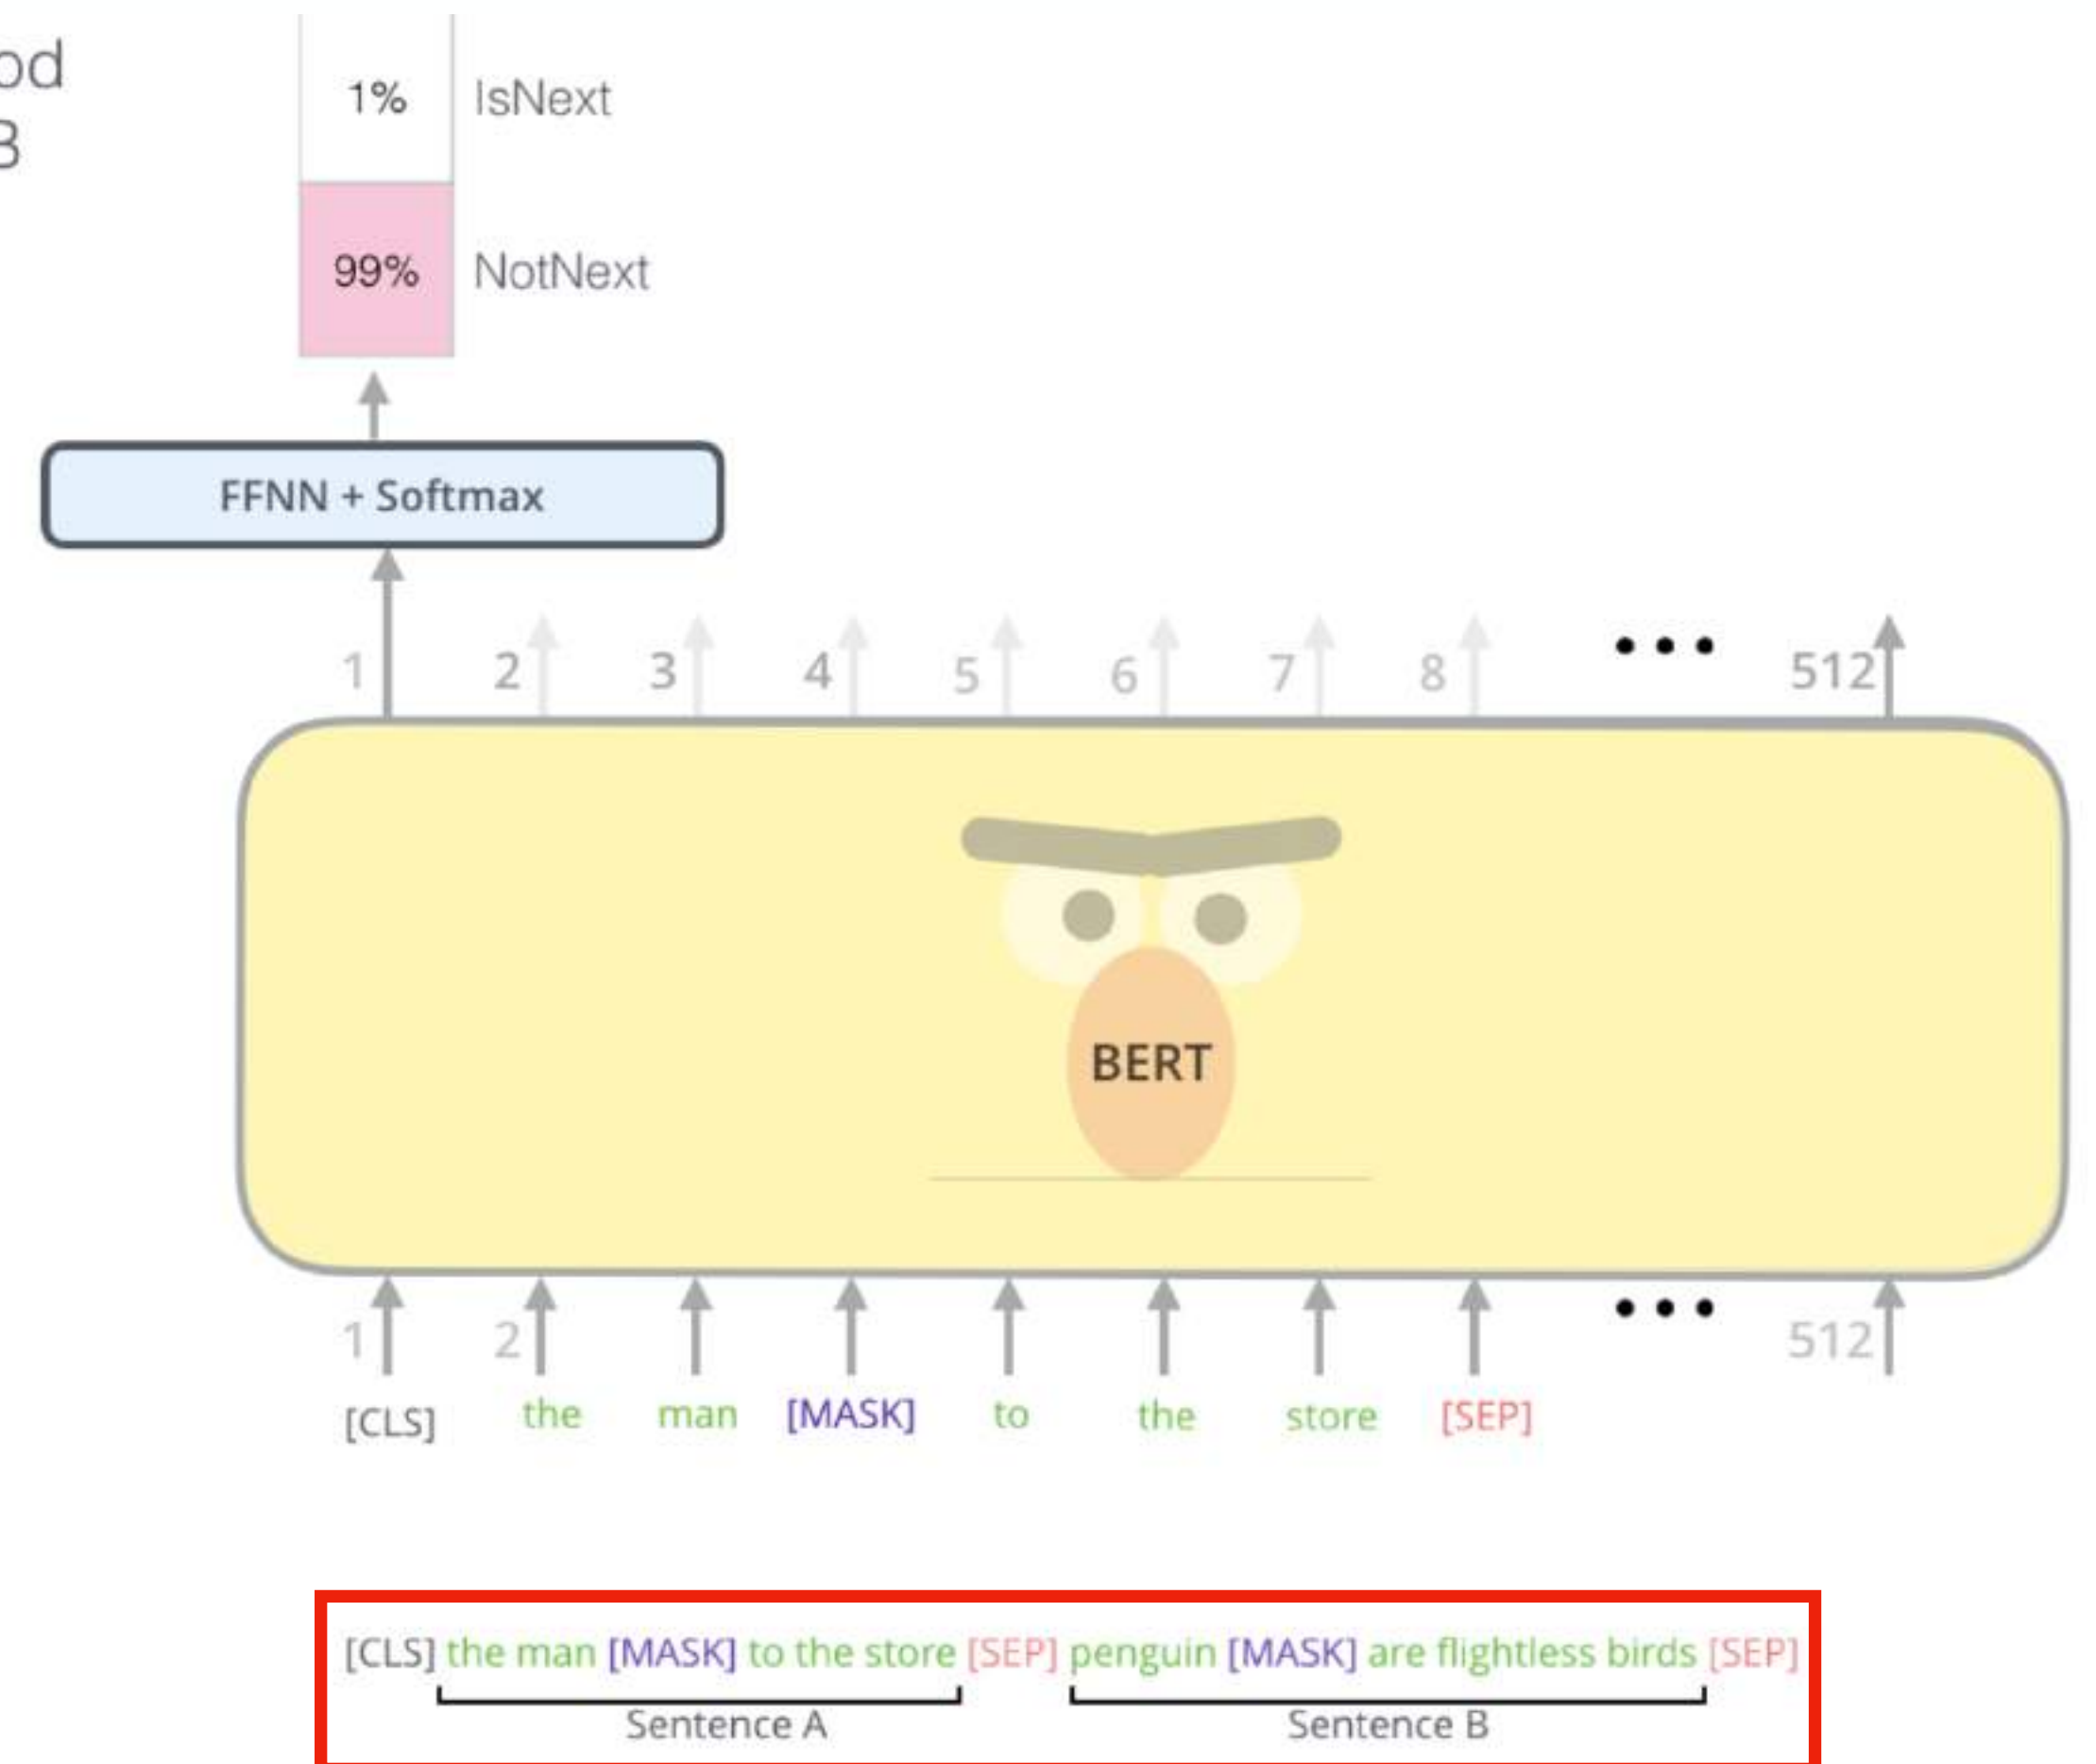 od
1% IsNext
B
99% NotNext
FFNN + Softmax
1 2 3 4 5 6 7 8 ••• 512
BERT
1 2 ••• 512
[CLS] the man [MASK] to the store [SEP]
[CLS] the man [MASK] to the store [SEP] penguin [MASK] are flightless birds [SEP]
Sentence A Sentence B